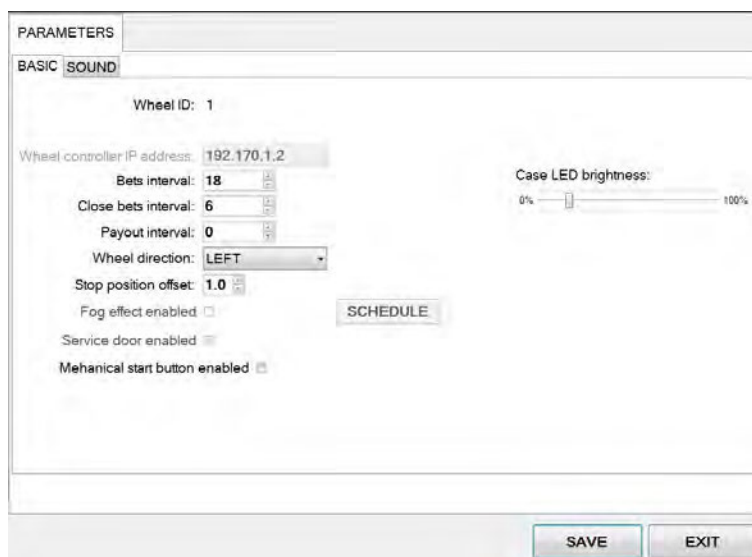 PARAMETERS
BASIC SOUND
Wheel ID: 1
Wheel controller IP address: 192.170.1.2
Bets interval: 18
Case LED brightness:
Close bets interval: 6
0% 100%
Payout interval: 0
Wheel direction: LEFT
Stop position offset: 1.0
Fog effect enabled
SCHEDULE
Service door enabled
Mehanical start button enabled
SAVE EXIT